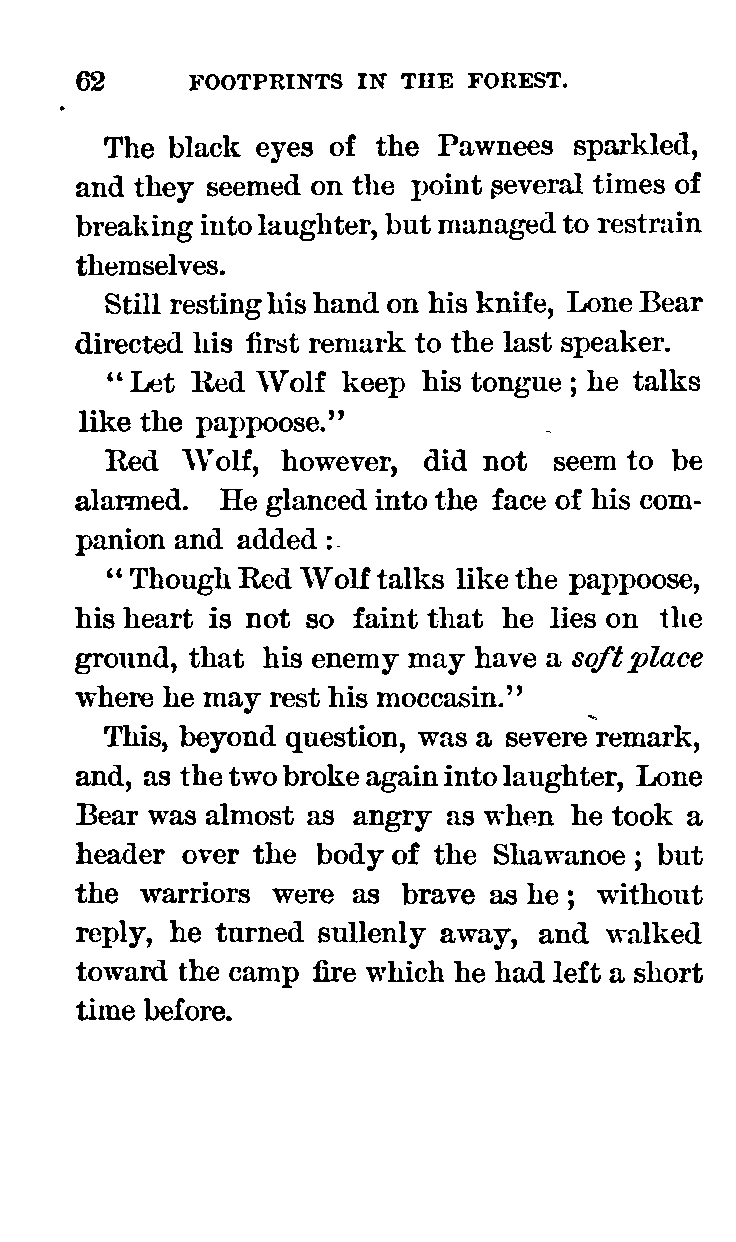 62 FOOTPRINTS IN THE FOREST.
The black eyes of the Pawnees sparkled,
and they seemed on the point several times of
breaking into laughter, but managed to restrain
themselves.
Still resting his hand on his knife, Lone Bear
directed his first remark to the last speaker.
“Let Red Wolf keep his tongue; he talks
like the pappoose.”
Red Wolf, however, did not seem to be
alarmed. He glanced into the face of his com-
panion and added:
“Though Red Wolf talks like the pappoose,
his heart is not so faint that he lies on the
ground, that his enemy may have a soft place
where he may rest his moccasin.”
This, beyond question, was a severe remark,
and, as the two broke again into laughter, Lone
Bear was almost as angry as when he took a
header over the body of the Shawanoe; but
the warriors were as brave as he; without
reply, he turned sullenly away, and walked
toward the camp fire which he had left a short
time before.